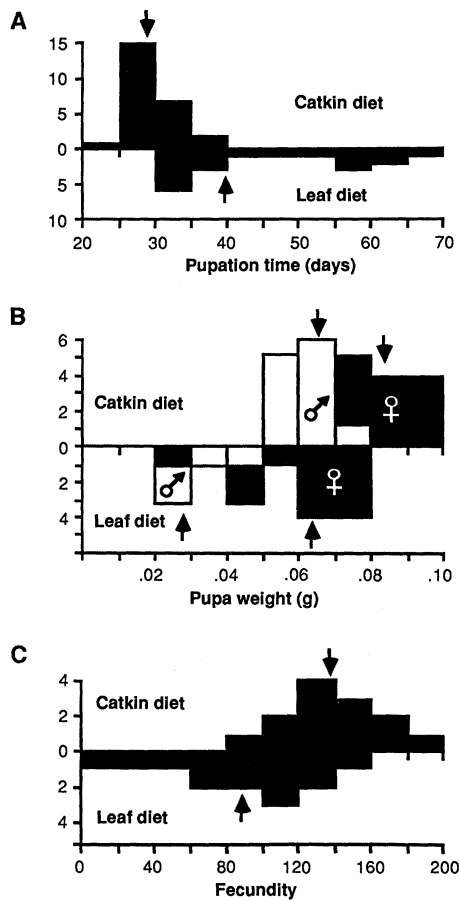 A
15
10
5
0
5
10
Catkin diet
Leaf diet
20 30 40 50 60 70
Pupation time (days)
B
6
4
2
0
2
4
Catkin diet
♂
♀
♂
♀
Leaf diet
.02 .04 .06 .08 .10
Pupa weight (g)
C
4
2
0
2
4
Catkin diet
Leaf diet
0 40 80 120 160 200
Fecundity